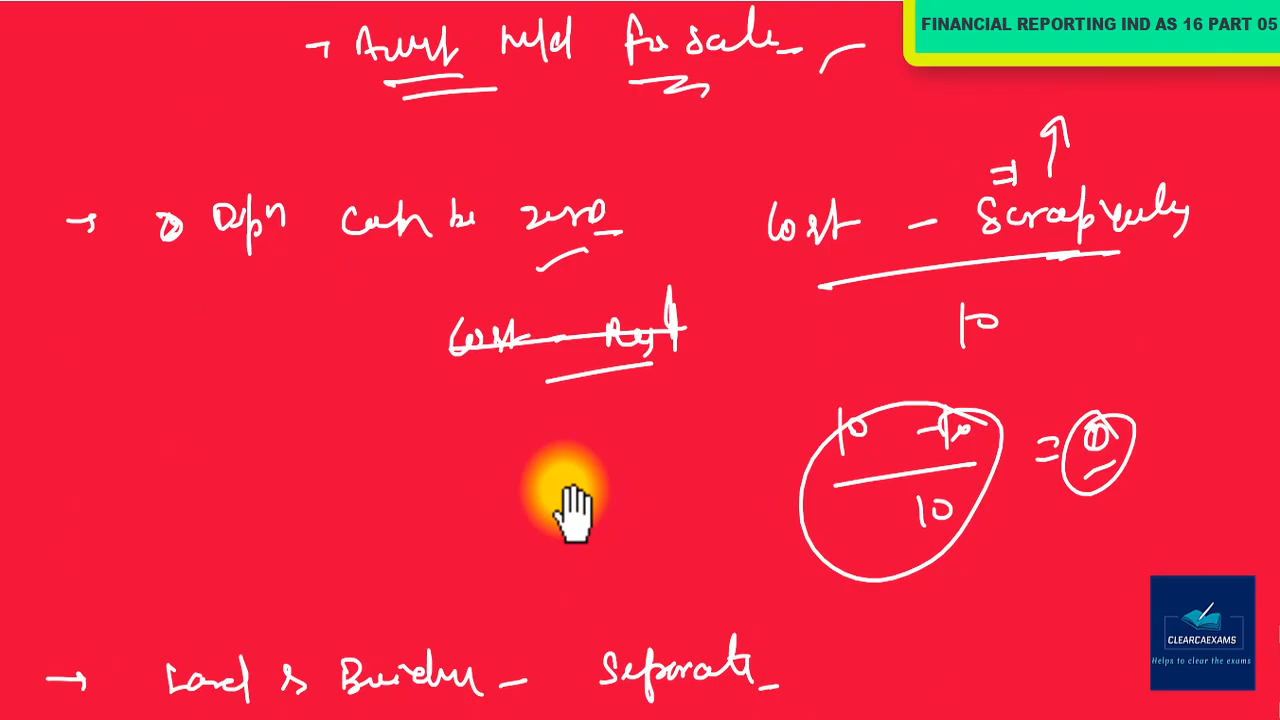 FINANCIAL REPORTING IND AS 16 PART 05
→ Asset held for sale
→ Depn can be zero
Cost - Scrap value
10
Cost -
10 - 10
10
= 0
→ Land & Building - Separate
CLEARCAEXAMS
Helps to clear the exams